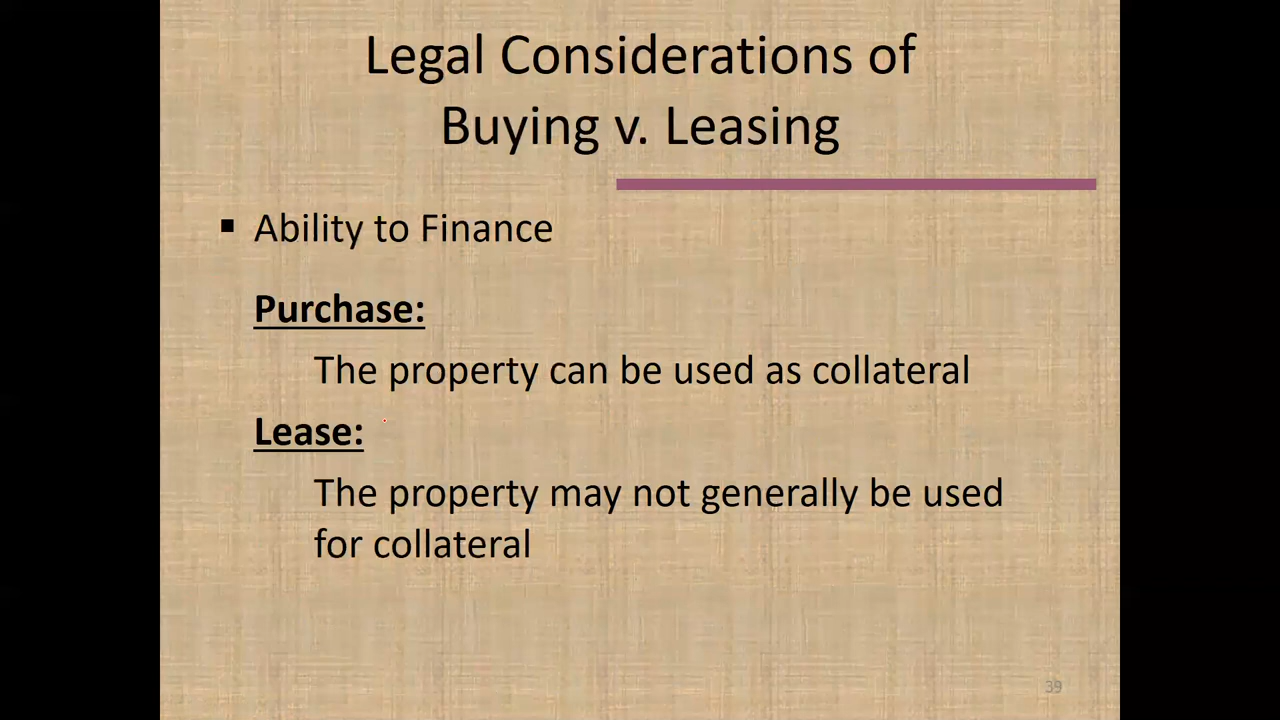 Legal Considerations of
Buying v. Leasing
▪ Ability to Finance
Purchase:
The property can be used as collateral
Lease:
The property may not generally be used
for collateral
39